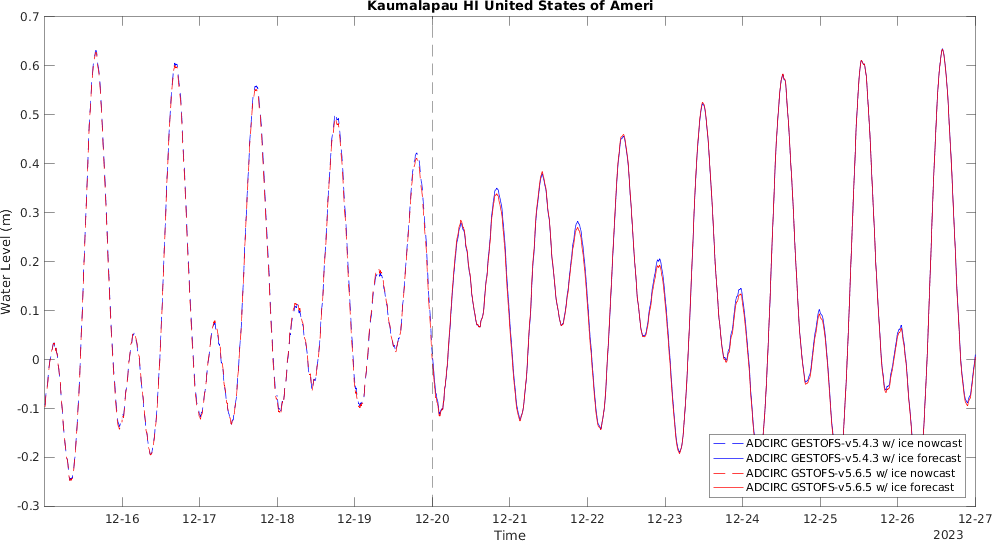 Kaumalapau HI United States of Ameri
0.7
0.6
0.5
0.4
0.3
0.2
0.1
0
-0.1
-0.2
-0.3
Water Level (m)
ADCIRC GESTOFS-v5.4.3 w/ ice nowcast
ADCIRC GESTOFS-v5.4.3 w/ ice forecast
ADCIRC GSTOFS-v5.6.5 w/ ice nowcast
ADCIRC GSTOFS-v5.6.5 w/ ice forecast
12-16 12-17 12-18 12-19 12-20 12-21 12-22 12-23 12-24 12-25 12-26 12-27
Time
2023